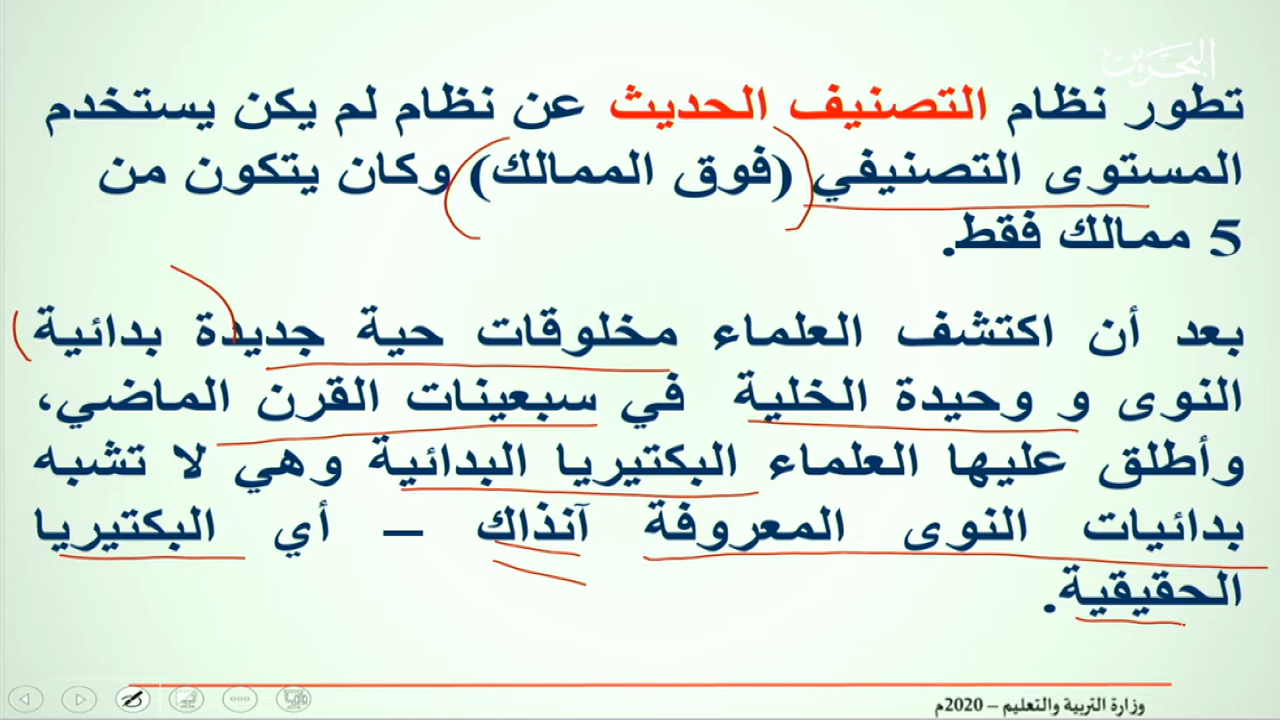 البحرين
تطور نظام التصنيف الحديث عن نظام لم يكن يستخدم
المستوى التصنيفي (فوق الممالك) وكان يتكون من
5 ممالك فقط.
بعد أن اكتشف العلماء مخلوقات حية جديدة بدائية
النوى و وحيدة الخلية في سبعينات القرن الماضي،
وأطلق عليها العلماء البكتيريا البدائية وهي لا تشبه
بدائيات النوى المعروفة آنذاك – أي البكتيريا
الحقيقية.
وزارة التربية والتعليم – 2020م